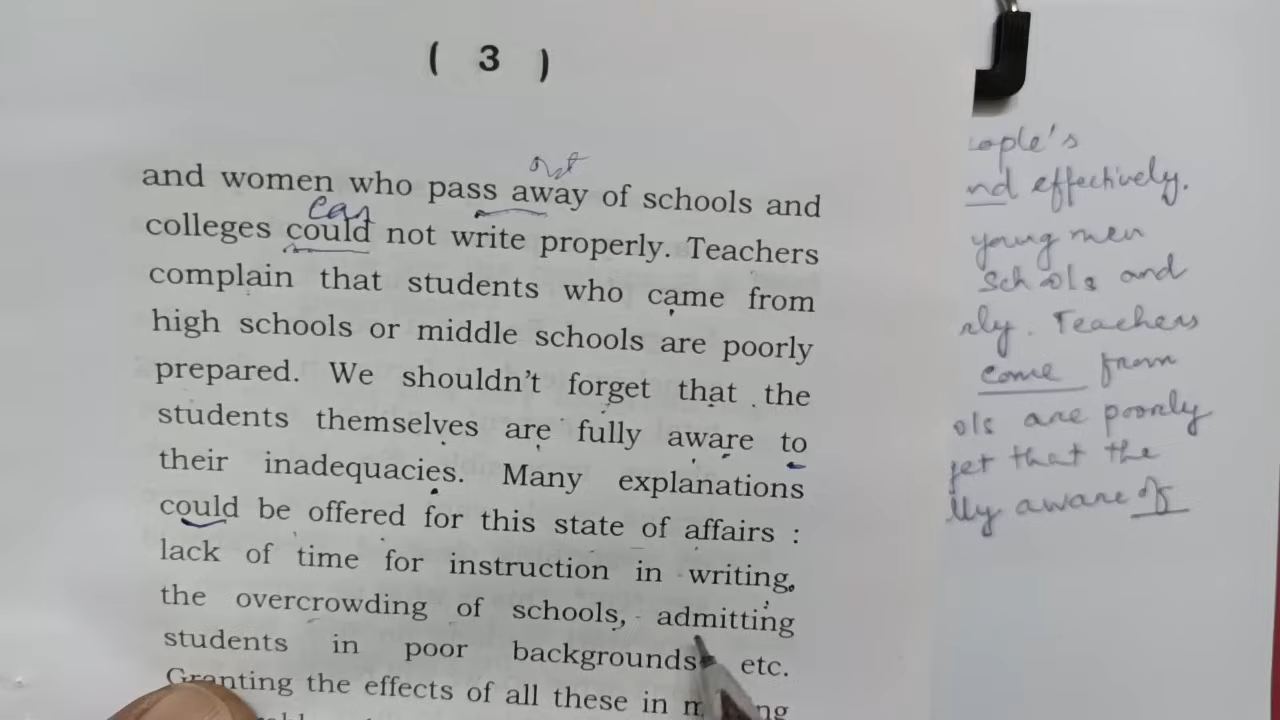 ( 3 )
out
and women who pass away of schools and
can
colleges could not write properly. Teachers
complain that students who came from
high schools or middle schools are poorly
prepared. We shouldn't forget that the
students themselves are fully aware to
their inadequacies. Many explanations
could be offered for this state of affairs :
lack of time for instruction in writing.
the overcrowding of schools, admitting
students in poor backgrounds etc.
Granting the effects of all these in
ople's
nd effectively.
young men
schools and
rly. Teachers
come from
ols are poorly
get that the
lly aware of